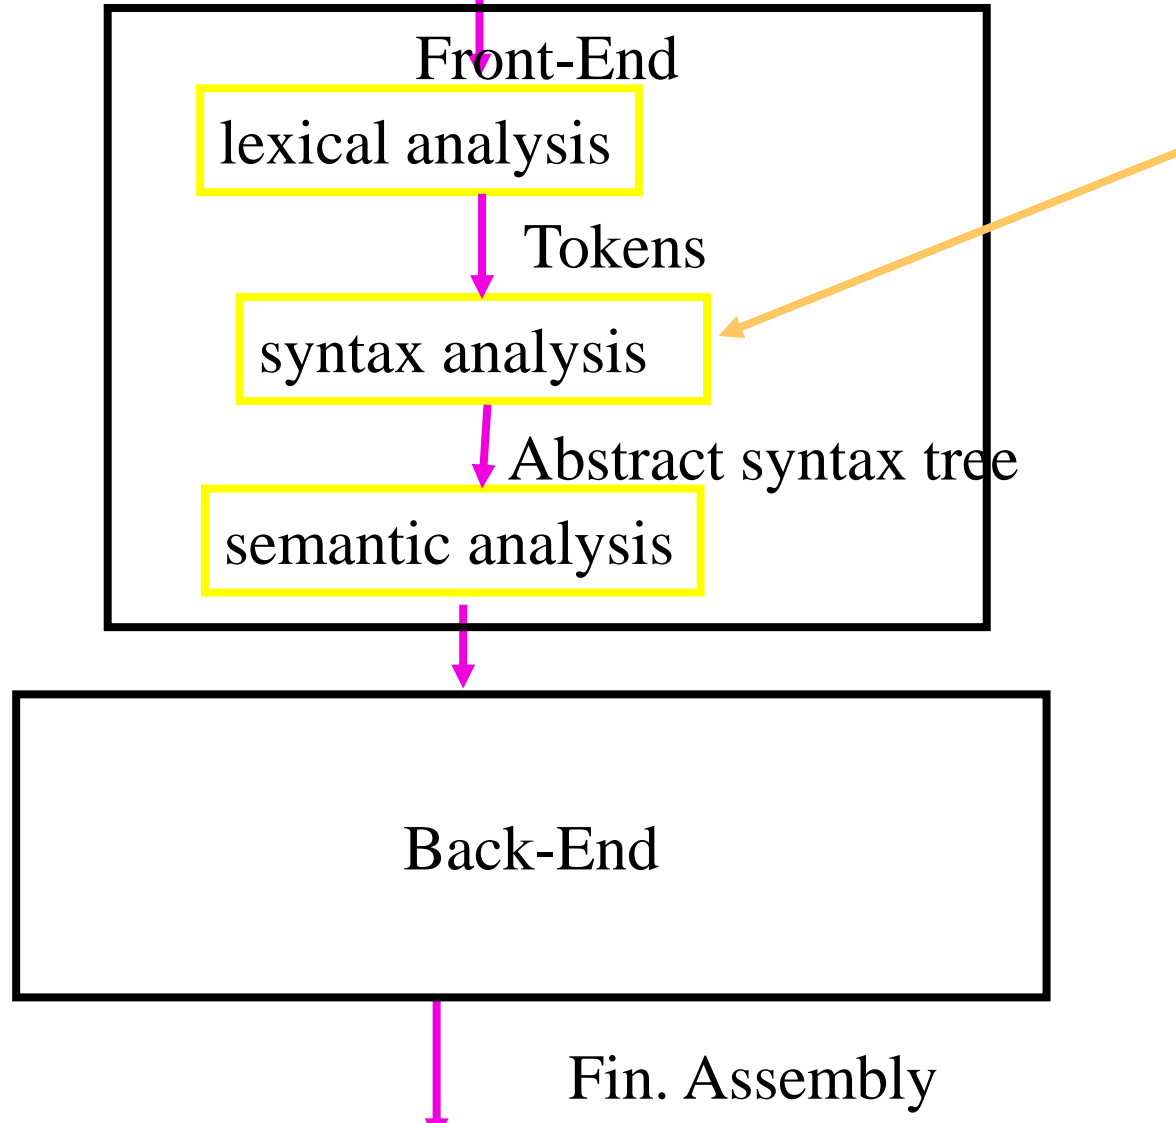 Front-End
lexical analysis
Tokens
syntax analysis
Abstract syntax tree
semantic analysis
Back-End
Fin. Assembly